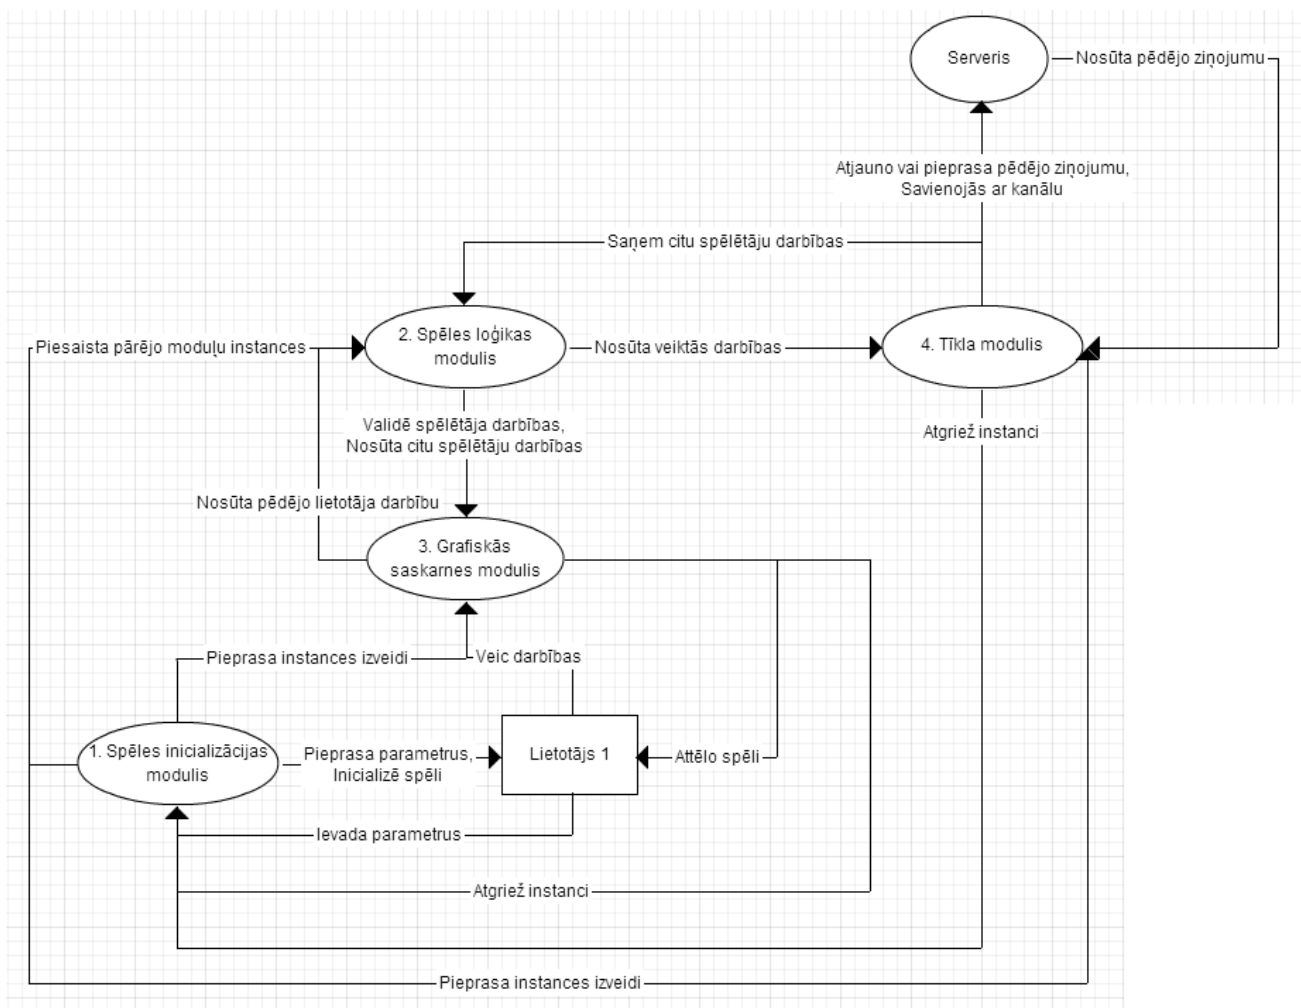 Serveris
Nosūta pēdējo ziņojumu
Atjauno vai pieprasa pēdējo ziņojumu,
Savienojās ar kanālu
Saņem citu spēlētāju darbības
Piesaista pārējo moduļu instances
2. Spēles loģikas
modulis
Nosūta veiktās darbības
4. Tīkla modulis
Validē spēlētāja darbības,
Nosūta citu spēlētāju darbības
Atgriež instanci
Nosūta pēdējo lietotāja darbību
3. Grafiskās
saskarnes modulis
Pieprasa instances izveidi
Veic darbības
1. Spēles inicializācijas
modulis
Pieprasa parametrus,
Inicializē spēli
Lietotājs 1
Attēlo spēli
Ievada parametrus
Atgriež instanci
Pieprasa instances izveidi